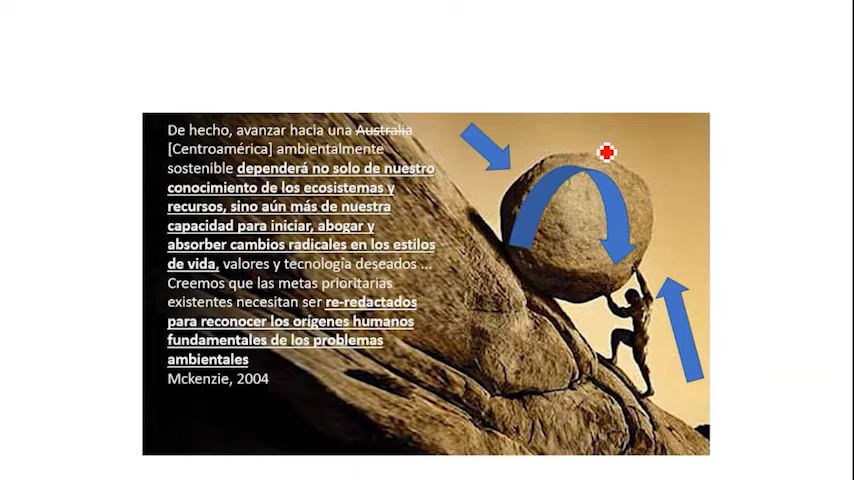 De hecho, avanzar hacia una Australia
[Centroamérica] ambientalmente
sostenible dependerá no solo de nuestro
conocimiento de los ecosistemas y
recursos, sino aún más de nuestra
capacidad para iniciar, abogar y
absorber cambios radicales en los estilos
de vida, valores y tecnología deseados ...
Creemos que las metas prioritarias
existentes necesitan ser re-redactados
para reconocer los orígenes humanos
fundamentales de los problemas
ambientales
Mckenzie, 2004